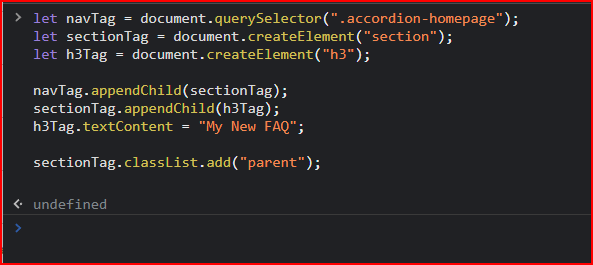 let navTag = document.querySelector(".accordion-homepage");
let sectionTag = document.createElement("section");
let h3Tag = document.createElement("h3");
navTag.appendChild(sectionTag);
sectionTag.appendChild(h3Tag);
h3Tag.textContent = "My New FAQ";
sectionTag.classList.add("parent");
undefined